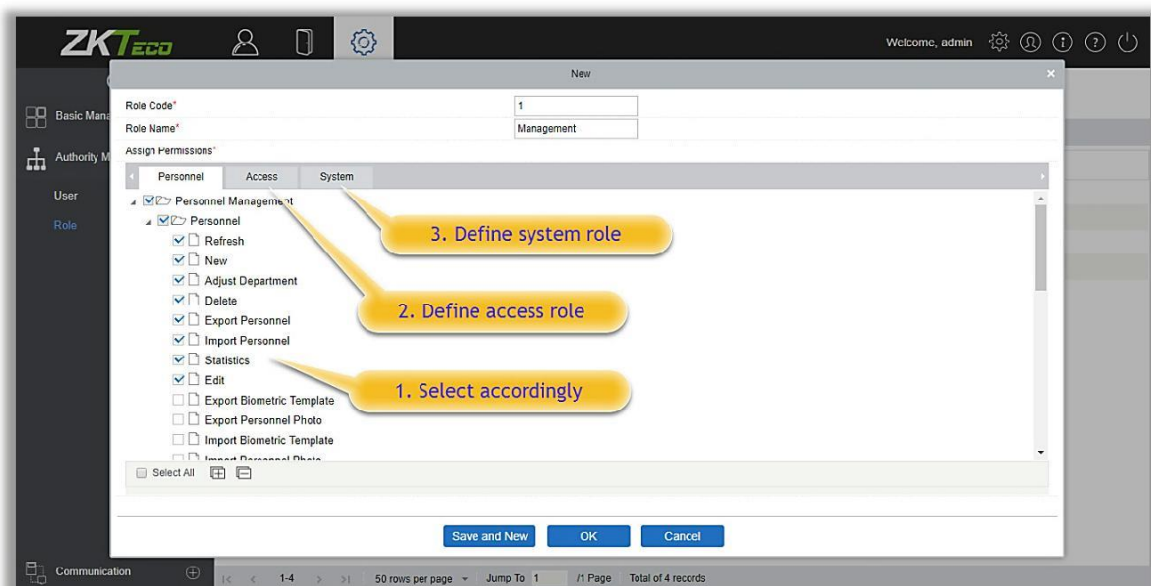 ZKTECO
Welcome, admin
New
Basic Mana
Authority M
User
Role
Communication
Role Code*
1
Role Name*
Management
Assign Permissions*
Personnel Access System
Personnel Management
Personnel
Refresh
New
Adjust Department
Delete
Export Personnel
Import Personnel
Statistics
Edit
Export Biometric Template
Export Personnel Photo
Import Biometric Template
Import Personnel Photo
3. Define system role
2. Define access role
1. Select accordingly
Select All
Save and New OK Cancel
1-4 50 rows per page Jump To 1 /1 Page Total of 4 records